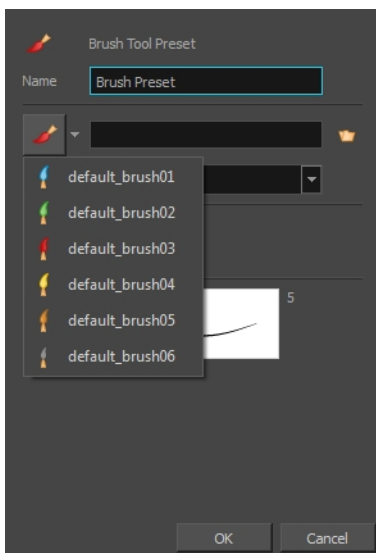 Brush Tool Preset
Name Brush Preset
default_brush01
default_brush02
default_brush03
default_brush04
default_brush05
5
default_brush06
OK Cancel